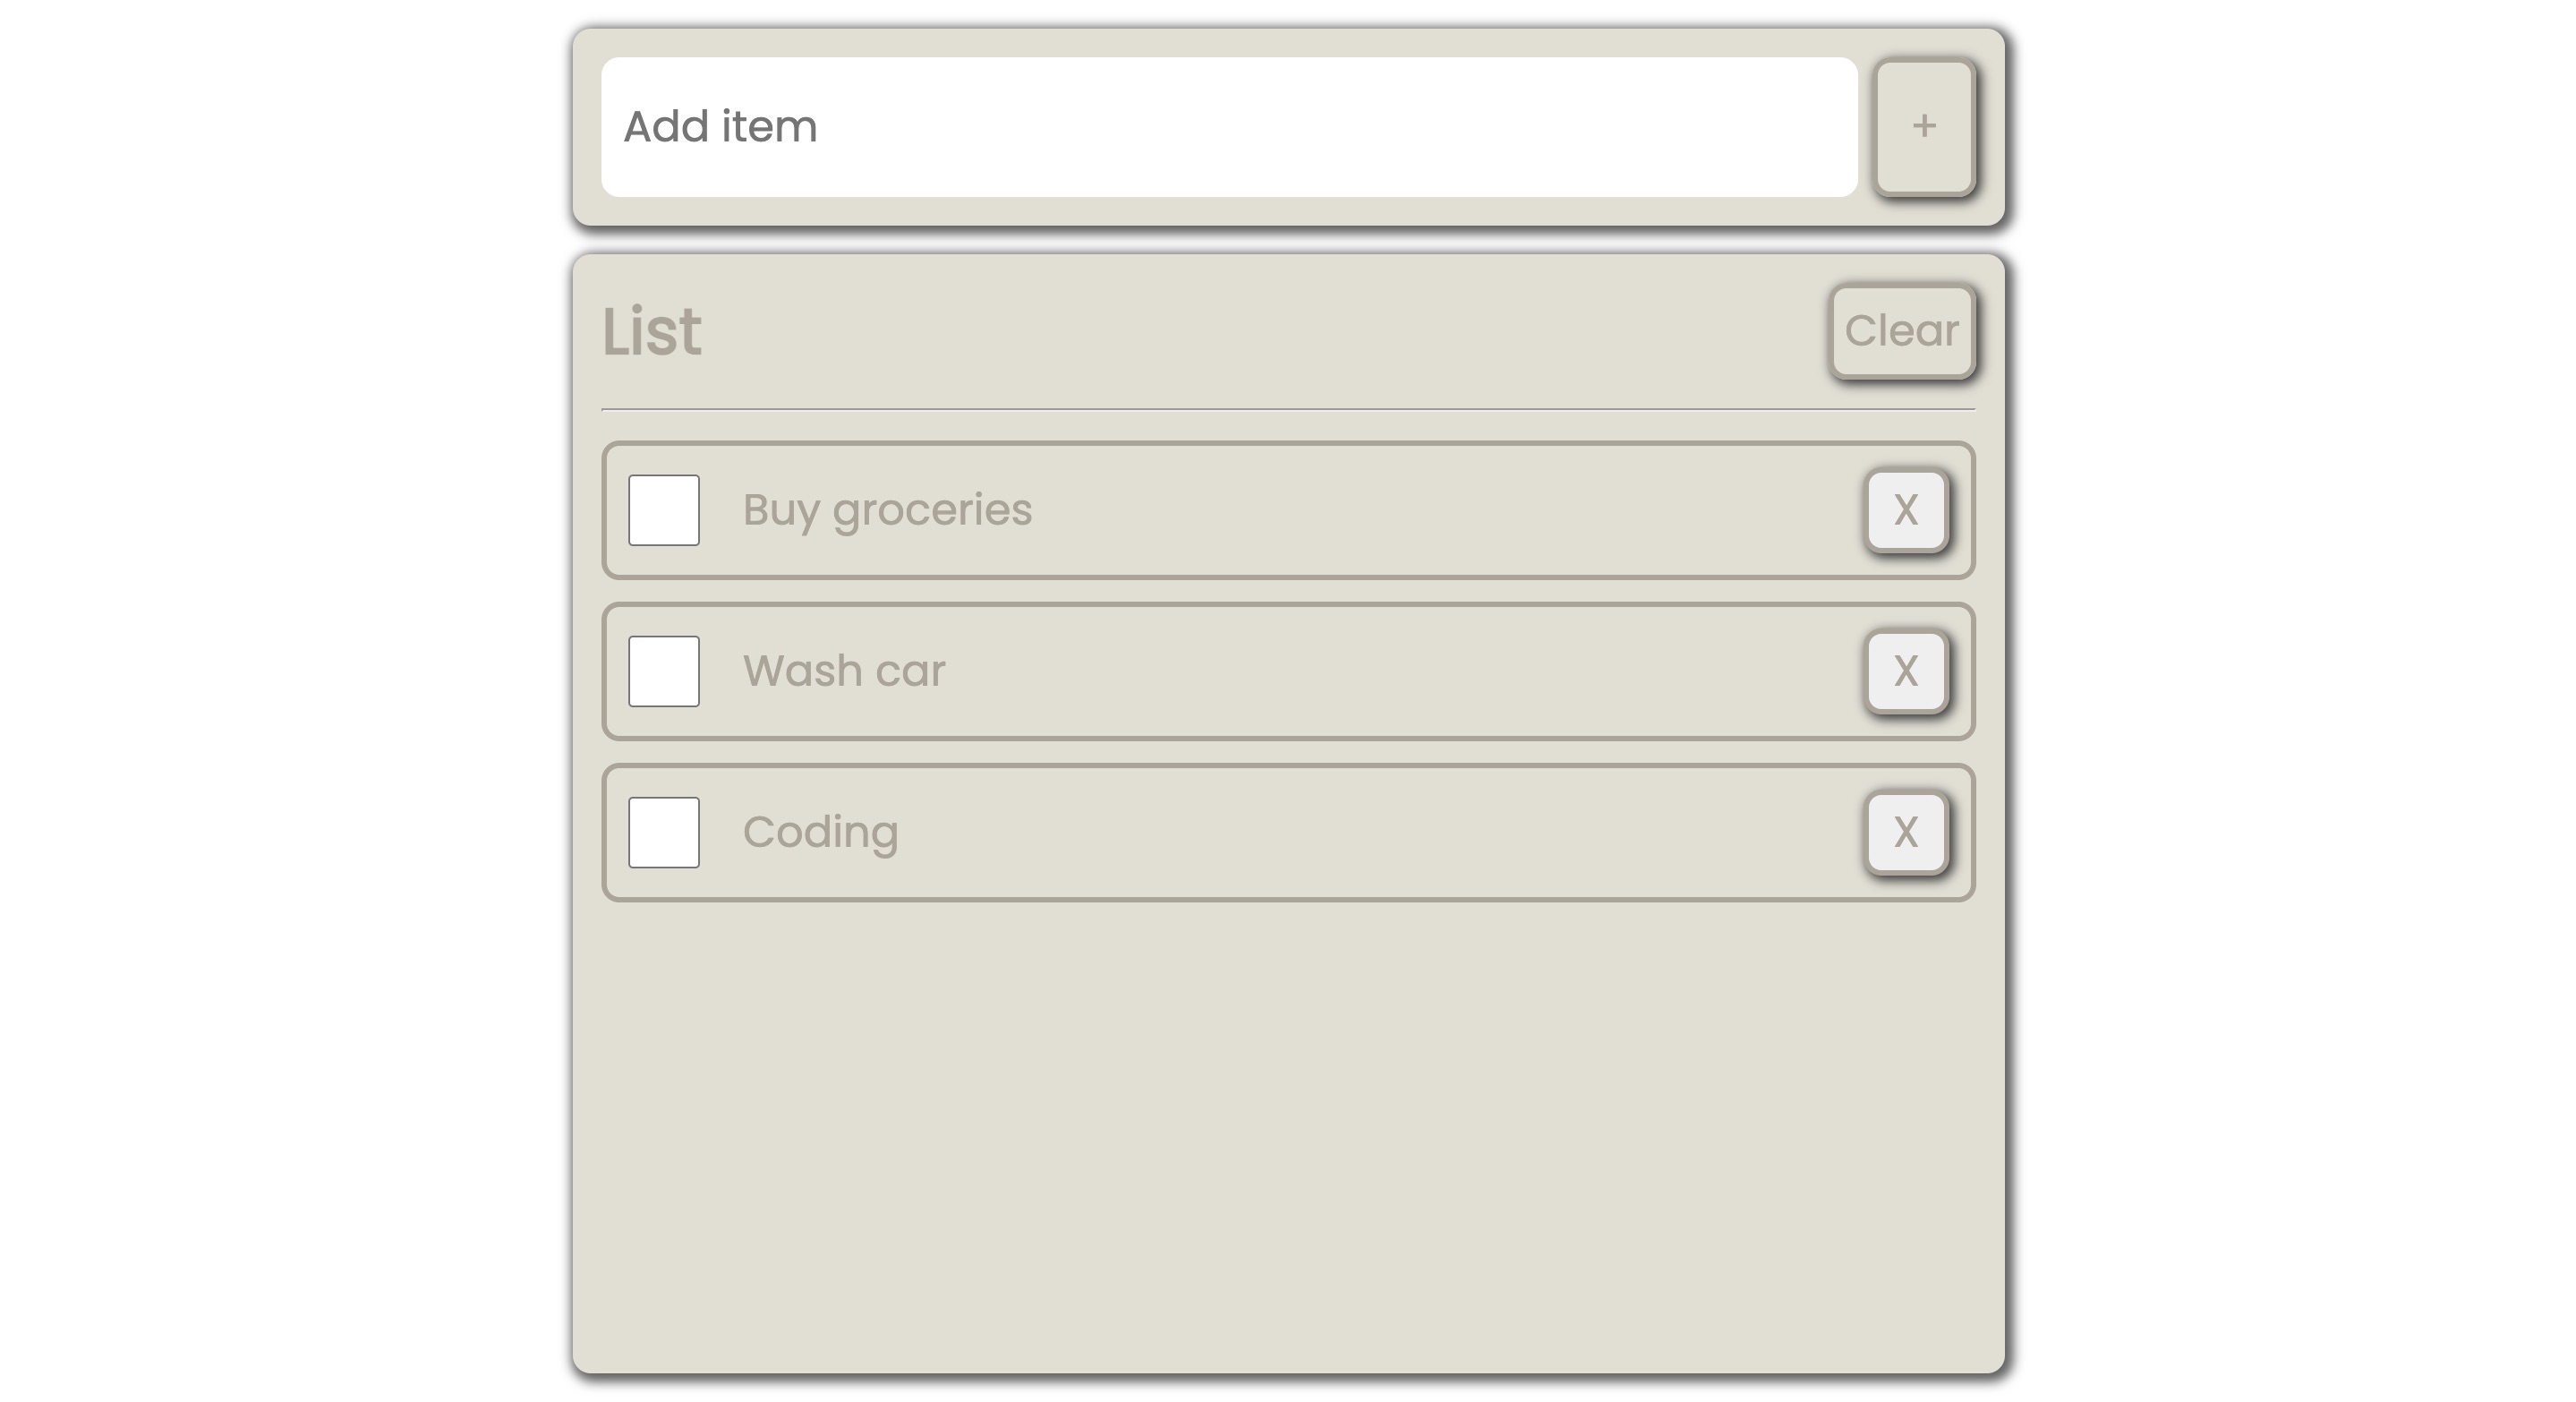 Add item
+
List
Clear
Buy groceries
X
Wash car
X
Coding
X